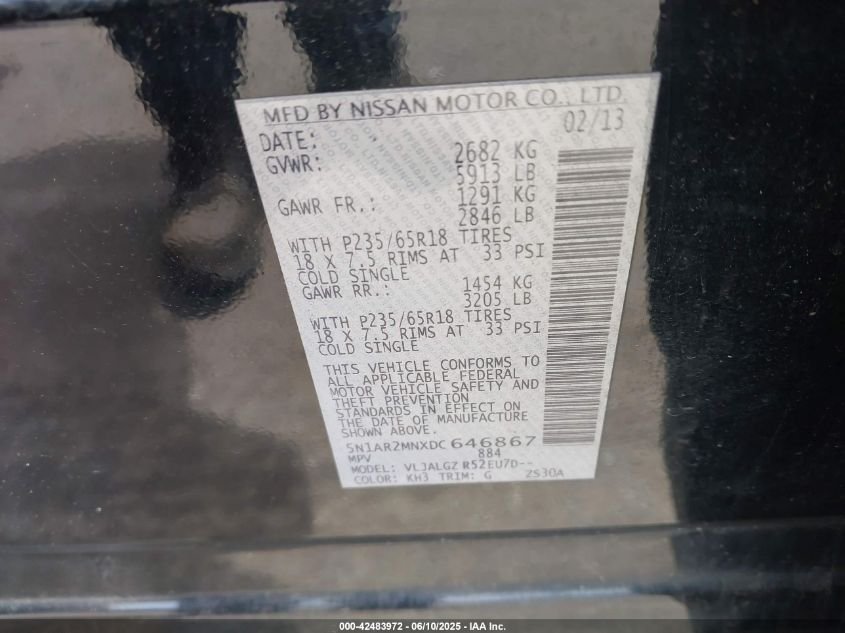 MFD BY NISSAN MOTOR CO., LTD.
DATE: 02/13
GVWR: 2682 KG
5913 LB
GAWR FR.: 1291 KG
2846 LB
WITH P235/65R18 TIRES
18 X 7.5 RIMS AT 33 PSI
COLD SINGLE
GAWR RR.: 1454 KG
3205 LB
WITH P235/65R18 TIRES
18 X 7.5 RIMS AT 33 PSI
COLD SINGLE
THIS VEHICLE CONFORMS TO
ALL APPLICABLE FEDERAL
MOTOR VEHICLE SAFETY AND
THEFT PREVENTION
STANDARDS IN EFFECT ON
THE DATE OF MANUFACTURE
SHOWN ABOVE.
5N1AR2MNXDC646867
MPV 884
MODEL: VLJALGZ R52EU7D--
COLOR: KH3 TRIM: G 2S30A
000-42483972 - 06/10/2025 - IAA Inc.